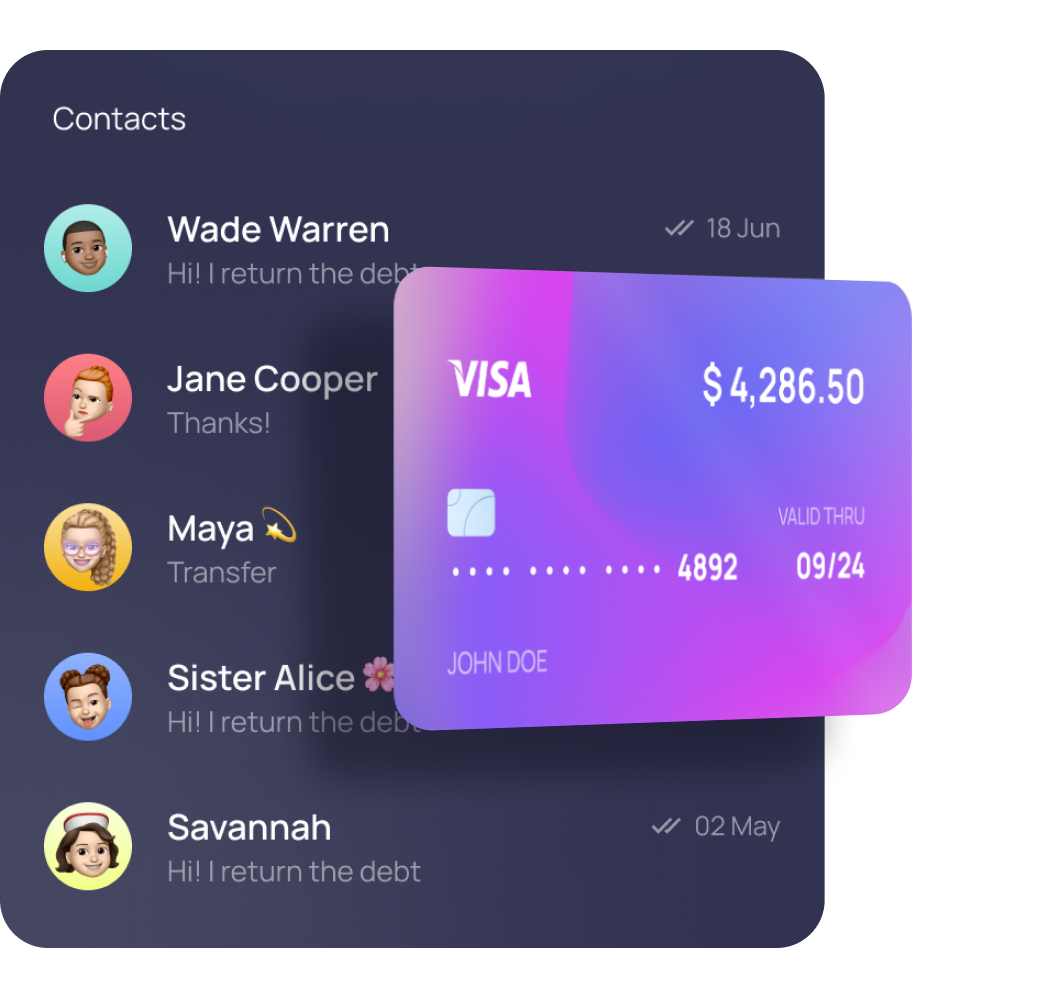 Contacts
Wade Warren
18 Jun
Hi! I return the debt
VISA
$ 4,286.50
Jane Cooper
Thanks!
Maya 💫
VALID THRU
Transfer
•••• •••• •••• 4892
09/24
JOHN DOE
Sister Alice 🌸
Hi! I return the debt
Savannah
02 May
Hi! I return the debt